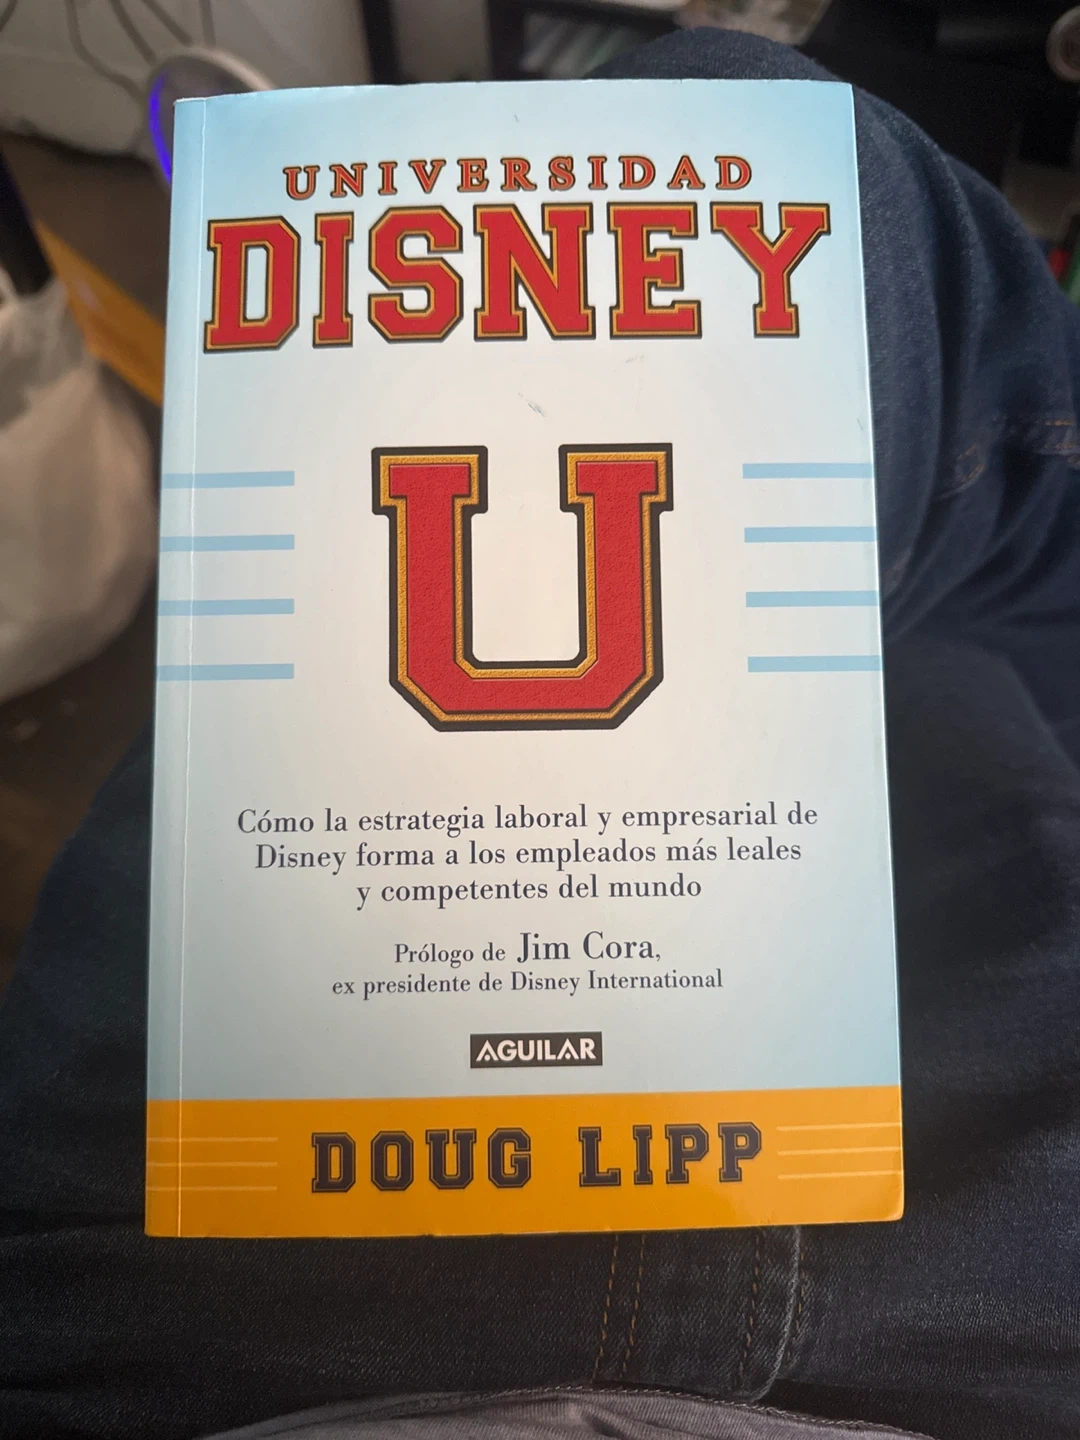 UNIVERSIDAD
DISNEY
U
Cómo la estrategia laboral y empresarial de
Disney forma a los empleados más leales
y competentes del mundo
Prólogo de Jim Cora,
ex presidente de Disney International
AGUILAR
DOUG LIPP